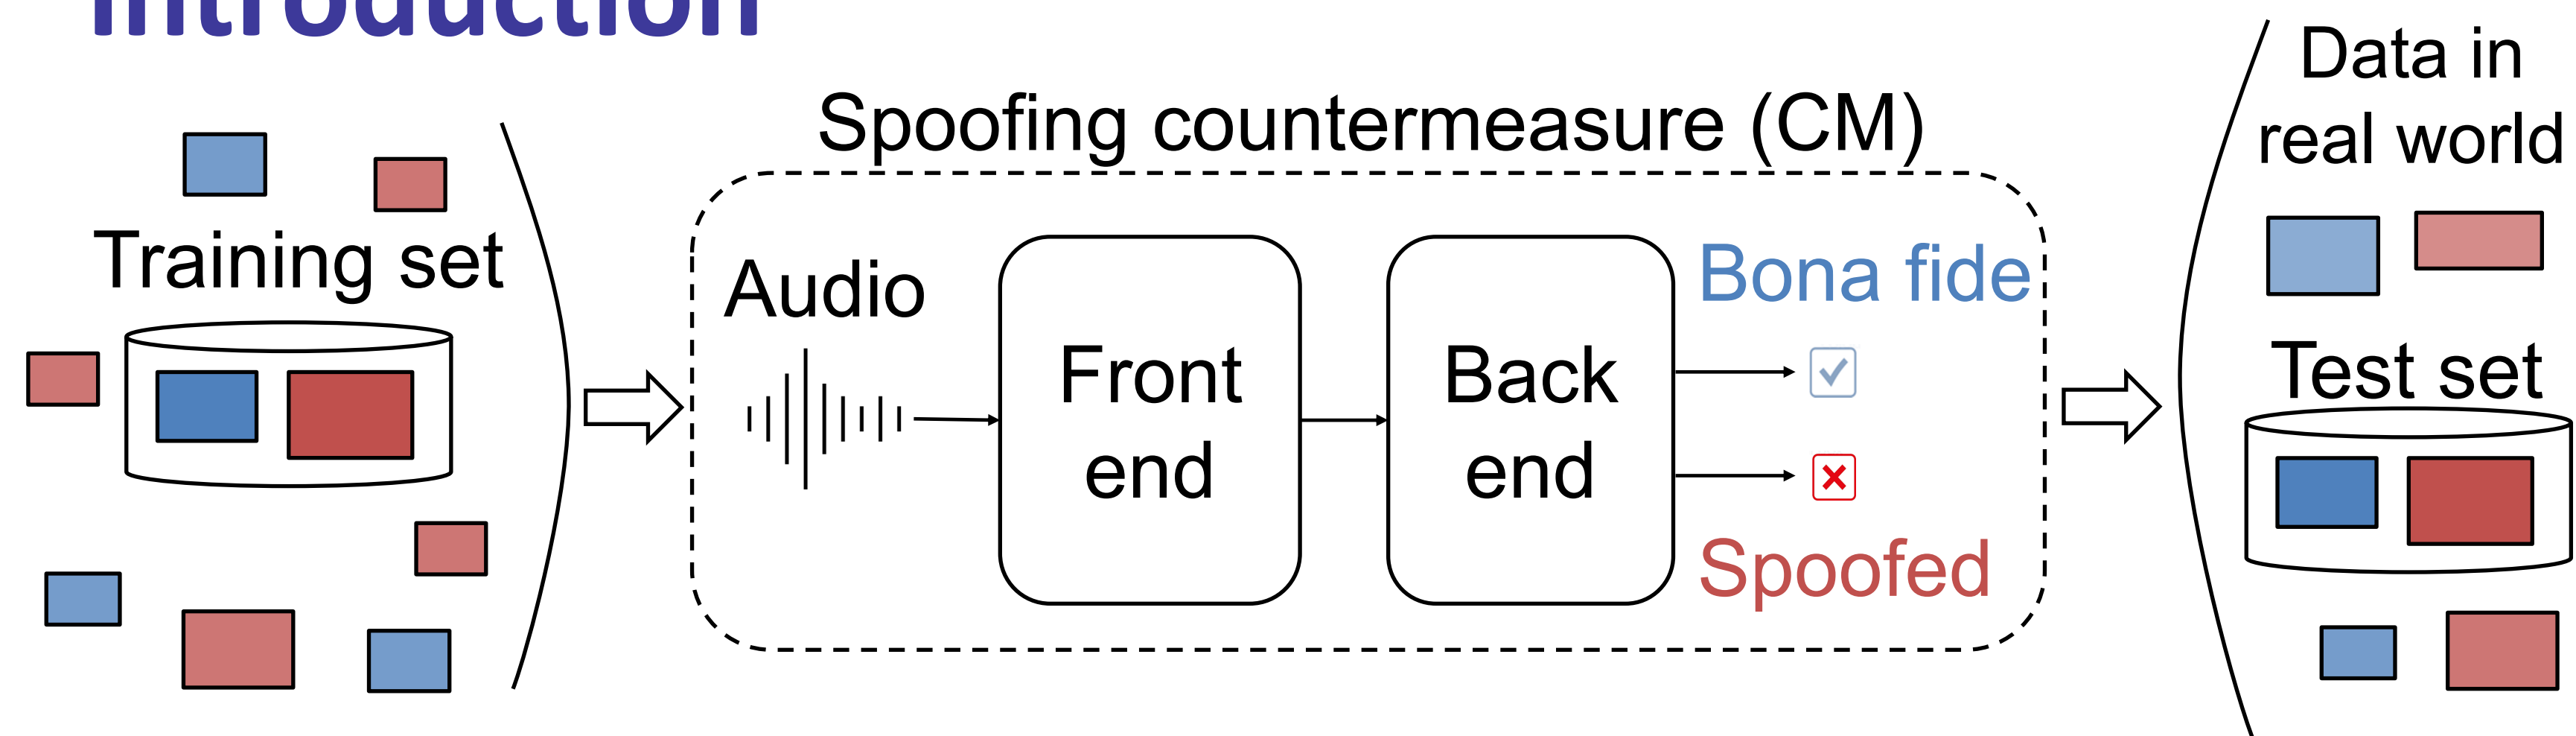 Introduction
Training set
Spoofing countermeasure (CM)
Audio
Front
end
Back
end
Bona fide
Spoofed
Data in
real world
Test set